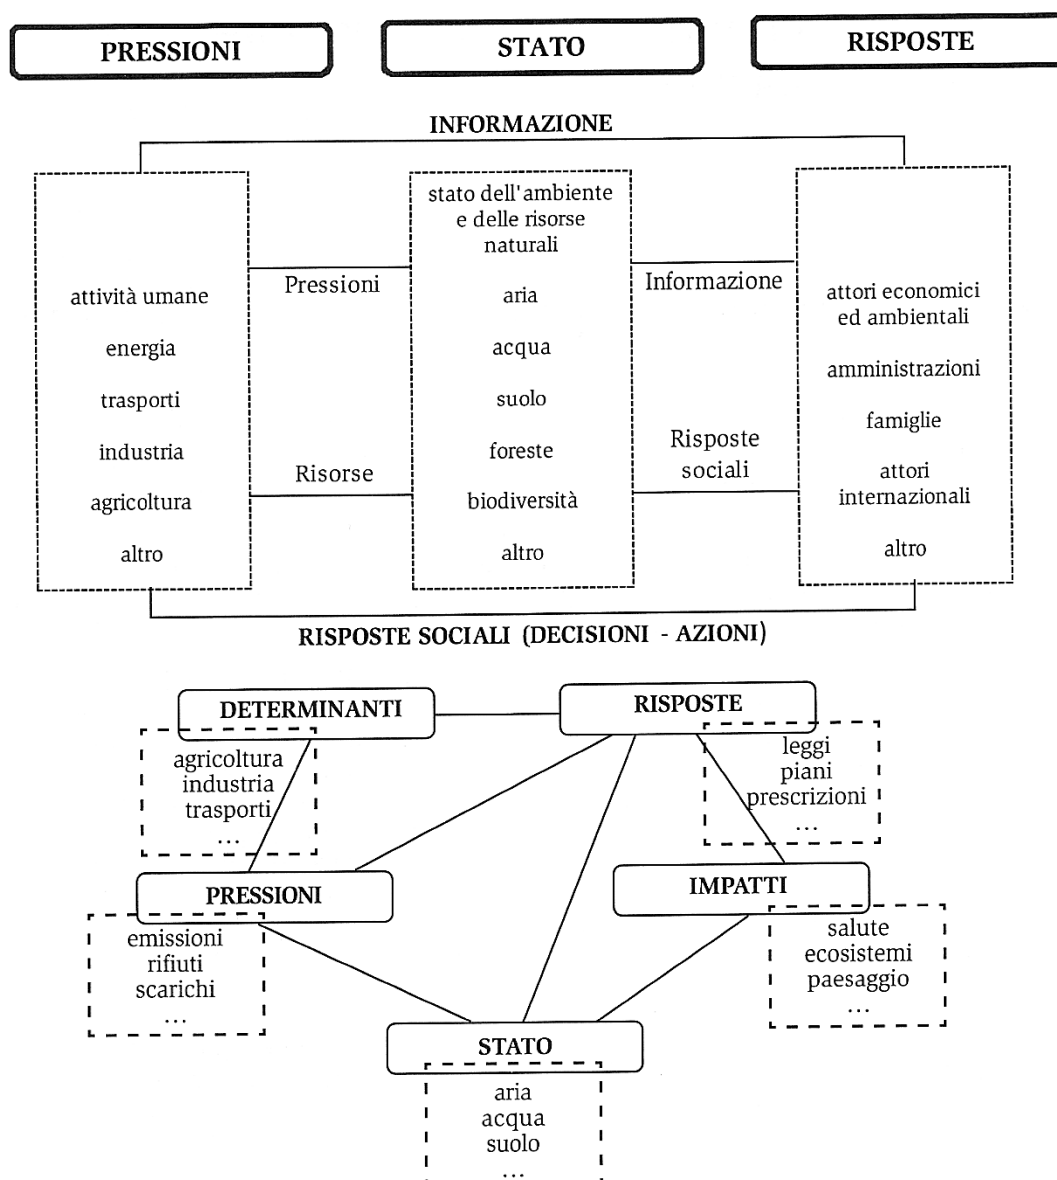 PRESSIONI
STATO
RISPOSTE
INFORMAZIONE
attività umane
energia
trasporti
industria
agricoltura
altro
Pressioni
Risorse
stato dell'ambiente
e delle risorse
naturali
aria
acqua
suolo
foreste
biodiversità
altro
Informazione
Risposte
sociali
attori economici
ed ambientali
amministrazioni
famiglie
attori
internazionali
altro
RISPOSTE SOCIALI (DECISIONI - AZIONI)
DETERMINANTI
agricoltura
industria
trasporti
...
RISPOSTE
leggi
piani
prescrizioni
...
PRESSIONI
emissioni
rifiuti
scarichi
...
IMPATTI
salute
ecosistemi
paesaggio
...
STATO
aria
acqua
suolo
...